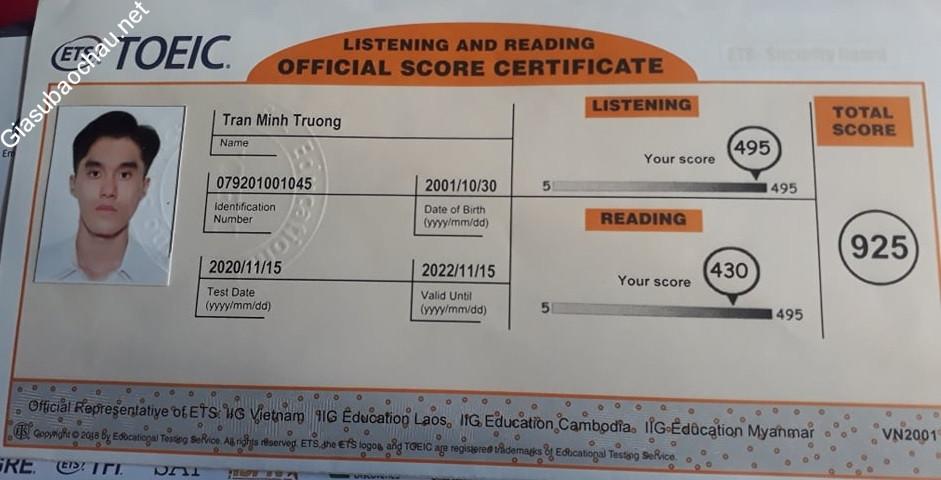 Giasubaochau.net
ETS TOEIC.
LISTENING AND READING
OFFICIAL SCORE CERTIFICATE
Tran Minh Truong
Name
079201001045
Identification
Number
2001/10/30
Date of Birth
(yyyy/mm/dd)
2020/11/15
Test Date
(yyyy/mm/dd)
2022/11/15
Valid Until
(yyyy/mm/dd)
LISTENING
Your score
495
5
495
READING
Your score
430
5
495
TOTAL
SCORE
925
Official Representative of ETS: IIG Vietnam IIG Education Laos, IIG Education Cambodia, IIG Education Myanmar
VN2001
Copyright © 2018 by Educational Testing Service. All rights reserved. ETS, the ETS logos, and TOEIC are registered trademarks of Educational Testing Service.